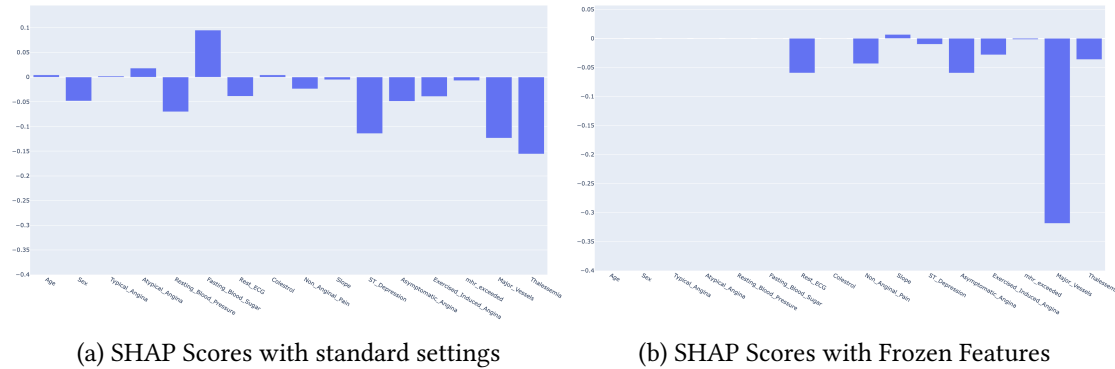 0.1
0.05
0
−0.05
−0.1
−0.15
−0.2
−0.25
−0.3
−0.35
−0.4
Age
Sex
Typical_Angina
Atypical_Angina
Resting_Blood_Pressure
Fasting_Blood_Sugar
Rest_ECG
Colestrol
Non_Anginal_Pain
Slope
ST_Depression
Asymptomatic_Angina
Exercised_Induced_Angina
mhr_exceeded
Major_Vessels
Thalessemia
(a) SHAP Scores with standard settings
0.05
0
−0.05
−0.1
−0.15
−0.2
−0.25
−0.3
−0.35
−0.4
Age
Sex
Typical_Angina
Atypical_Angina
Resting_Blood_Pressure
Fasting_Blood_Sugar
Rest_ECG
Colestrol
Non_Anginal_Pain
Slope
ST_Depression
Asymptomatic_Angina
Exercised_Induced_Angina
mhr_exceeded
Major_Vessels
Thalessemia
(b) SHAP Scores with Frozen Features